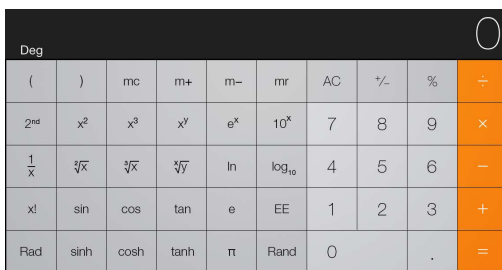 0
Deg
( ) mc m+ m− mr AC +/− % ÷
2nd x² x³ xʸ eˣ 10ˣ 7 8 9 ×
1/x ²√x ³√x ˣ√y ln log₁₀ 4 5 6 −
x! sin cos tan e EE 1 2 3 +
Rad sinh cosh tanh π Rand 0 . =